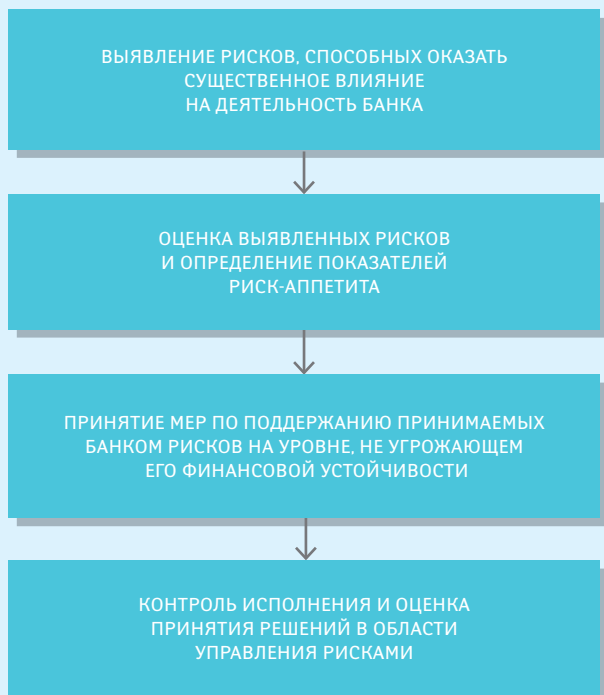 ВЫЯВЛЕНИЕ РИСКОВ, СПОСОБНЫХ ОКАЗАТЬ
СУЩЕСТВЕННОЕ ВЛИЯНИЕ
НА ДЕЯТЕЛЬНОСТЬ БАНКА
ОЦЕНКА ВЫЯВЛЕННЫХ РИСКОВ
И ОПРЕДЕЛЕНИЕ ПОКАЗАТЕЛЕЙ
РИСК-АППЕТИТА
ПРИНЯТИЕ МЕР ПО ПОДДЕРЖАНИЮ ПРИНИМАЕМЫХ
БАНКОМ РИСКОВ НА УРОВНЕ, НЕ УГРОЖАЮЩЕМ
ЕГО ФИНАНСОВОЙ УСТОЙЧИВОСТИ
КОНТРОЛЬ ИСПОЛНЕНИЯ И ОЦЕНКА
ПРИНЯТИЯ РЕШЕНИЙ В ОБЛАСТИ
УПРАВЛЕНИЯ РИСКАМИ